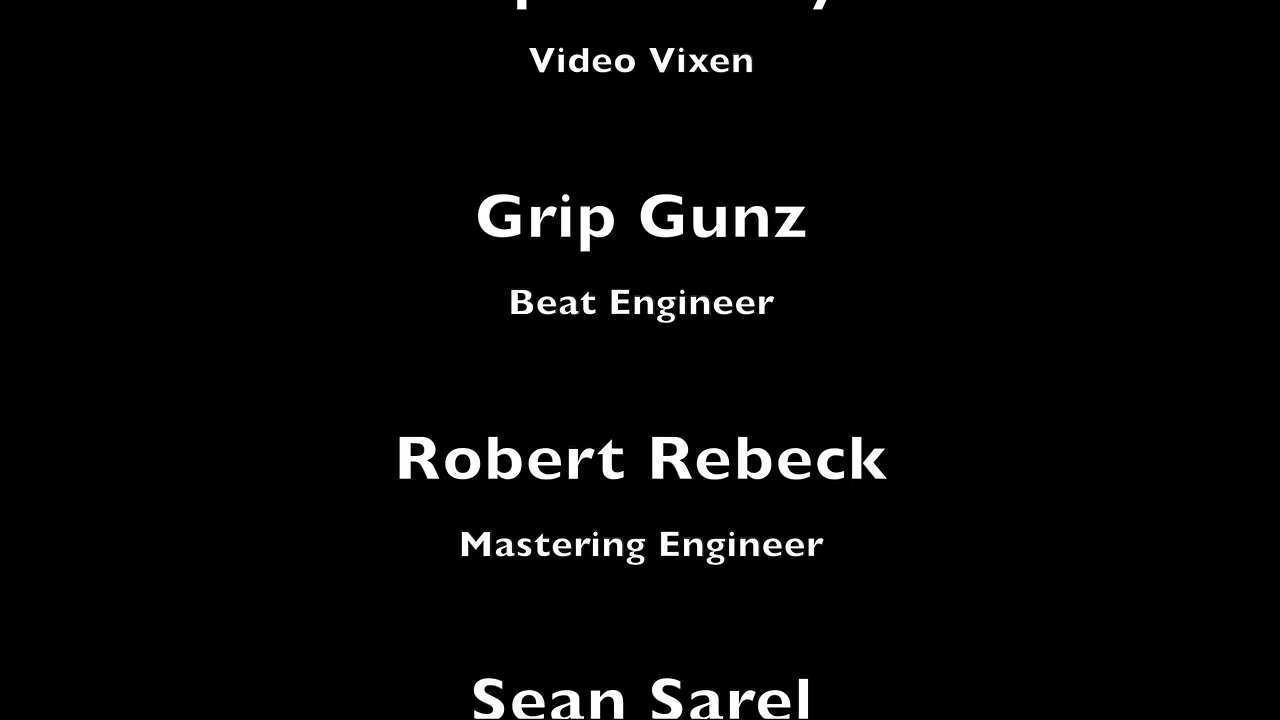 Video Vixen
Grip Gunz
Beat Engineer
Robert Rebeck
Mastering Engineer
Sean Sarel